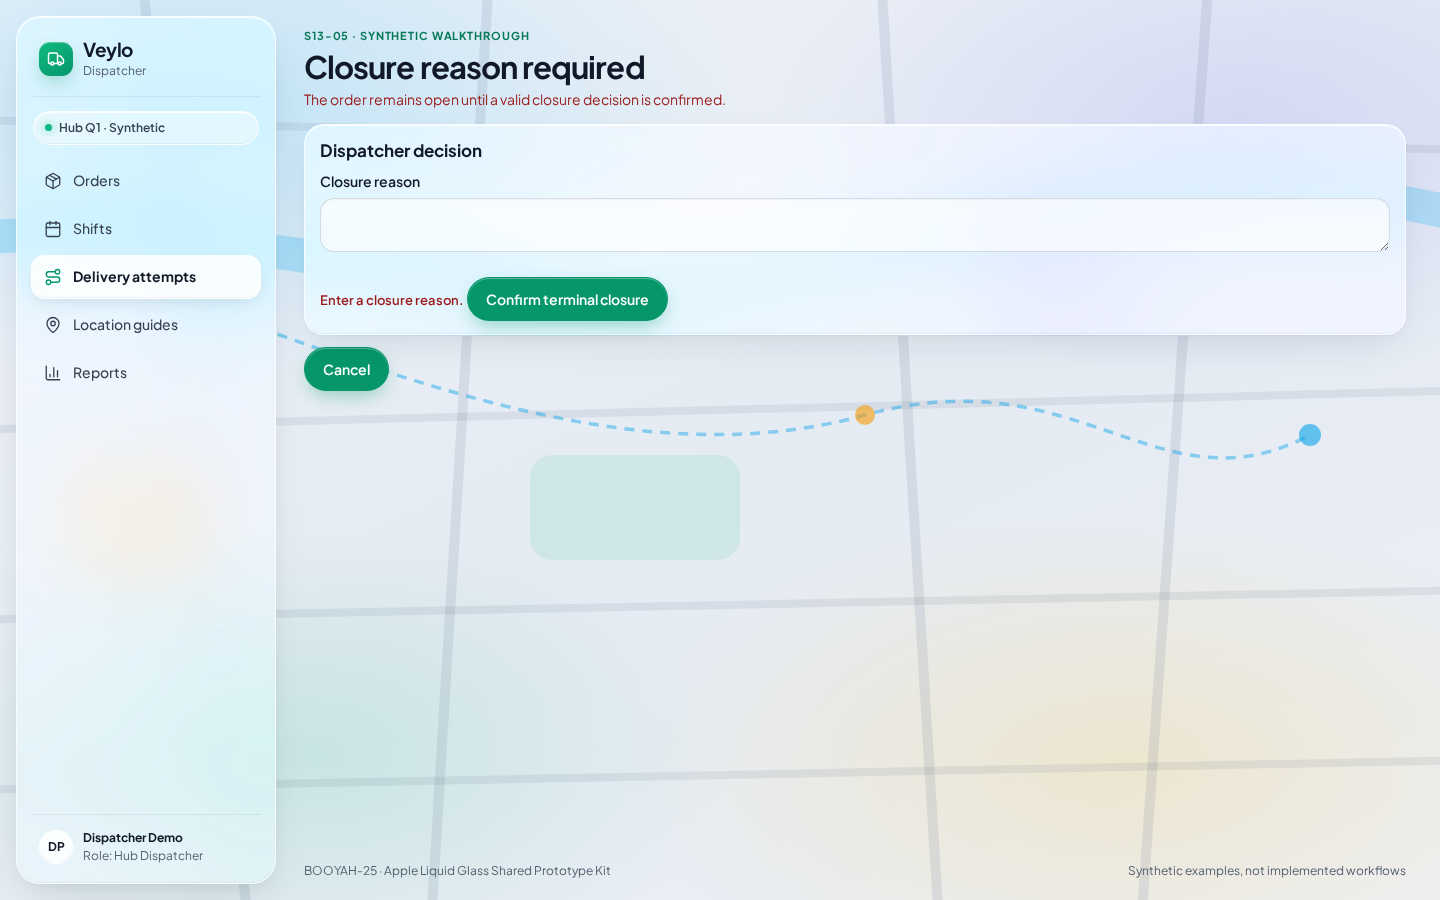 Veylo
Dispatcher
Hub Q1 · Synthetic
Orders
Shifts
Delivery attempts
Location guides
Reports
DP
Dispatcher Demo
Role: Hub Dispatcher
S13-05 · SYNTHETIC WALKTHROUGH
Closure reason required
The order remains open until a valid closure decision is confirmed.
Dispatcher decision
Closure reason
Enter a closure reason.
Confirm terminal closure
Cancel
BOOYAH-25 · Apple Liquid Glass Shared Prototype Kit
Synthetic examples, not implemented workflows